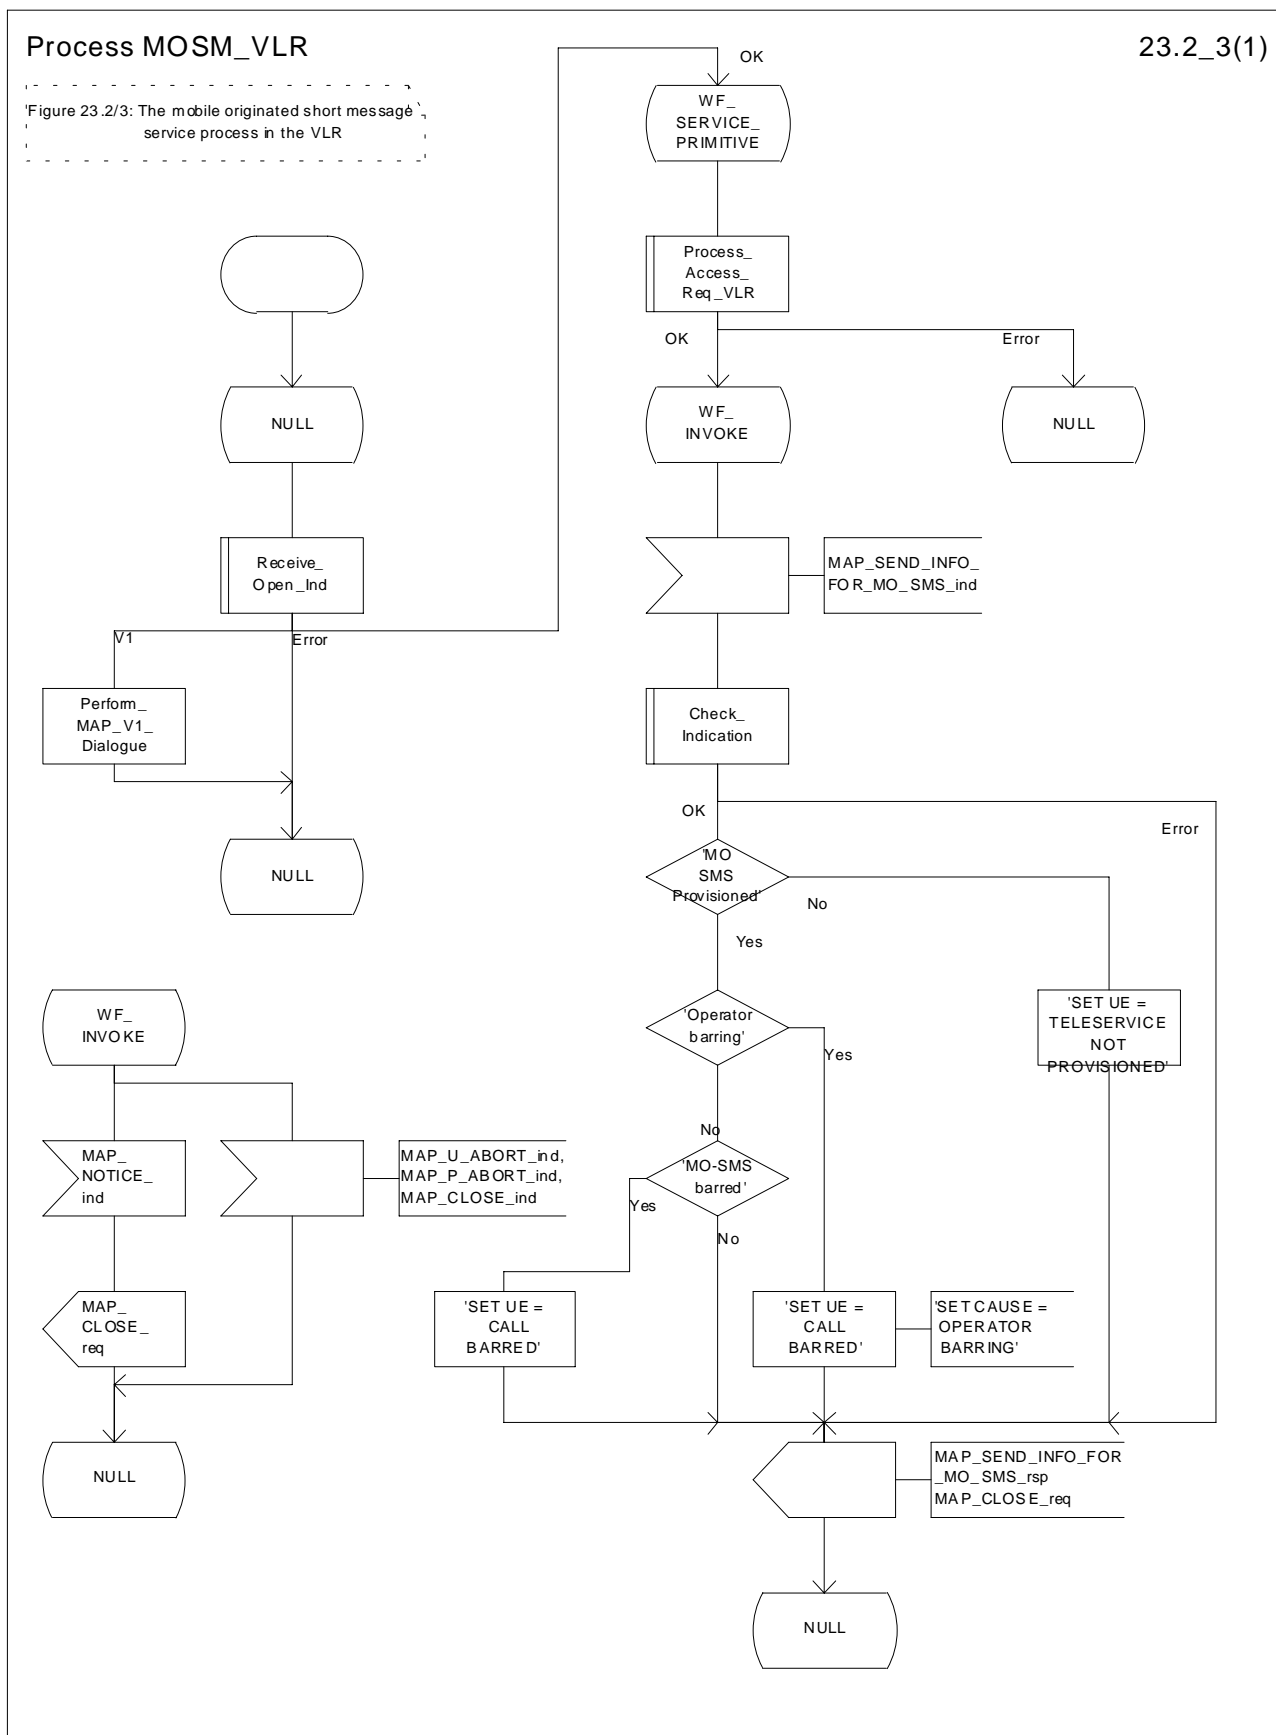 Process MOSM_VLR
23.2_3(1)
'Figure 23.2/3: The mobile originated short message
service process in the VLR
OK
WF_
SERVICE_
PRIMITIVE
Process_
Access_
Req_VLR
OK
Error
NULL
WF_
INVOKE
NULL
Receive_
Open_Ind
MAP_SEND_INFO_
FOR_MO_SMS_ind
V1
Error
Perform_
MAP_V1_
Dialogue
Check_
Indication
OK
Error
NULL
'MO
SMS
Provisioned'
No
Yes
WF_
INVOKE
'Operator
barring'
Yes
'SET UE =
TELESERVICE
NOT
PROVISIONED'
No
MAP_
NOTICE_
ind
MAP_U_ABORT_ind,
MAP_P_ABORT_ind,
MAP_CLOSE_ind
'MO-SMS
barred'
Yes
No
MAP_
CLOSE_
req
'SET UE =
CALL
BARRED'
'SET UE =
CALL
BARRED'
'SET CAUSE =
OPERATOR
BARRING'
NULL
MAP_SEND_INFO_FOR
_MO_SMS_rsp
MAP_CLOSE_req
NULL